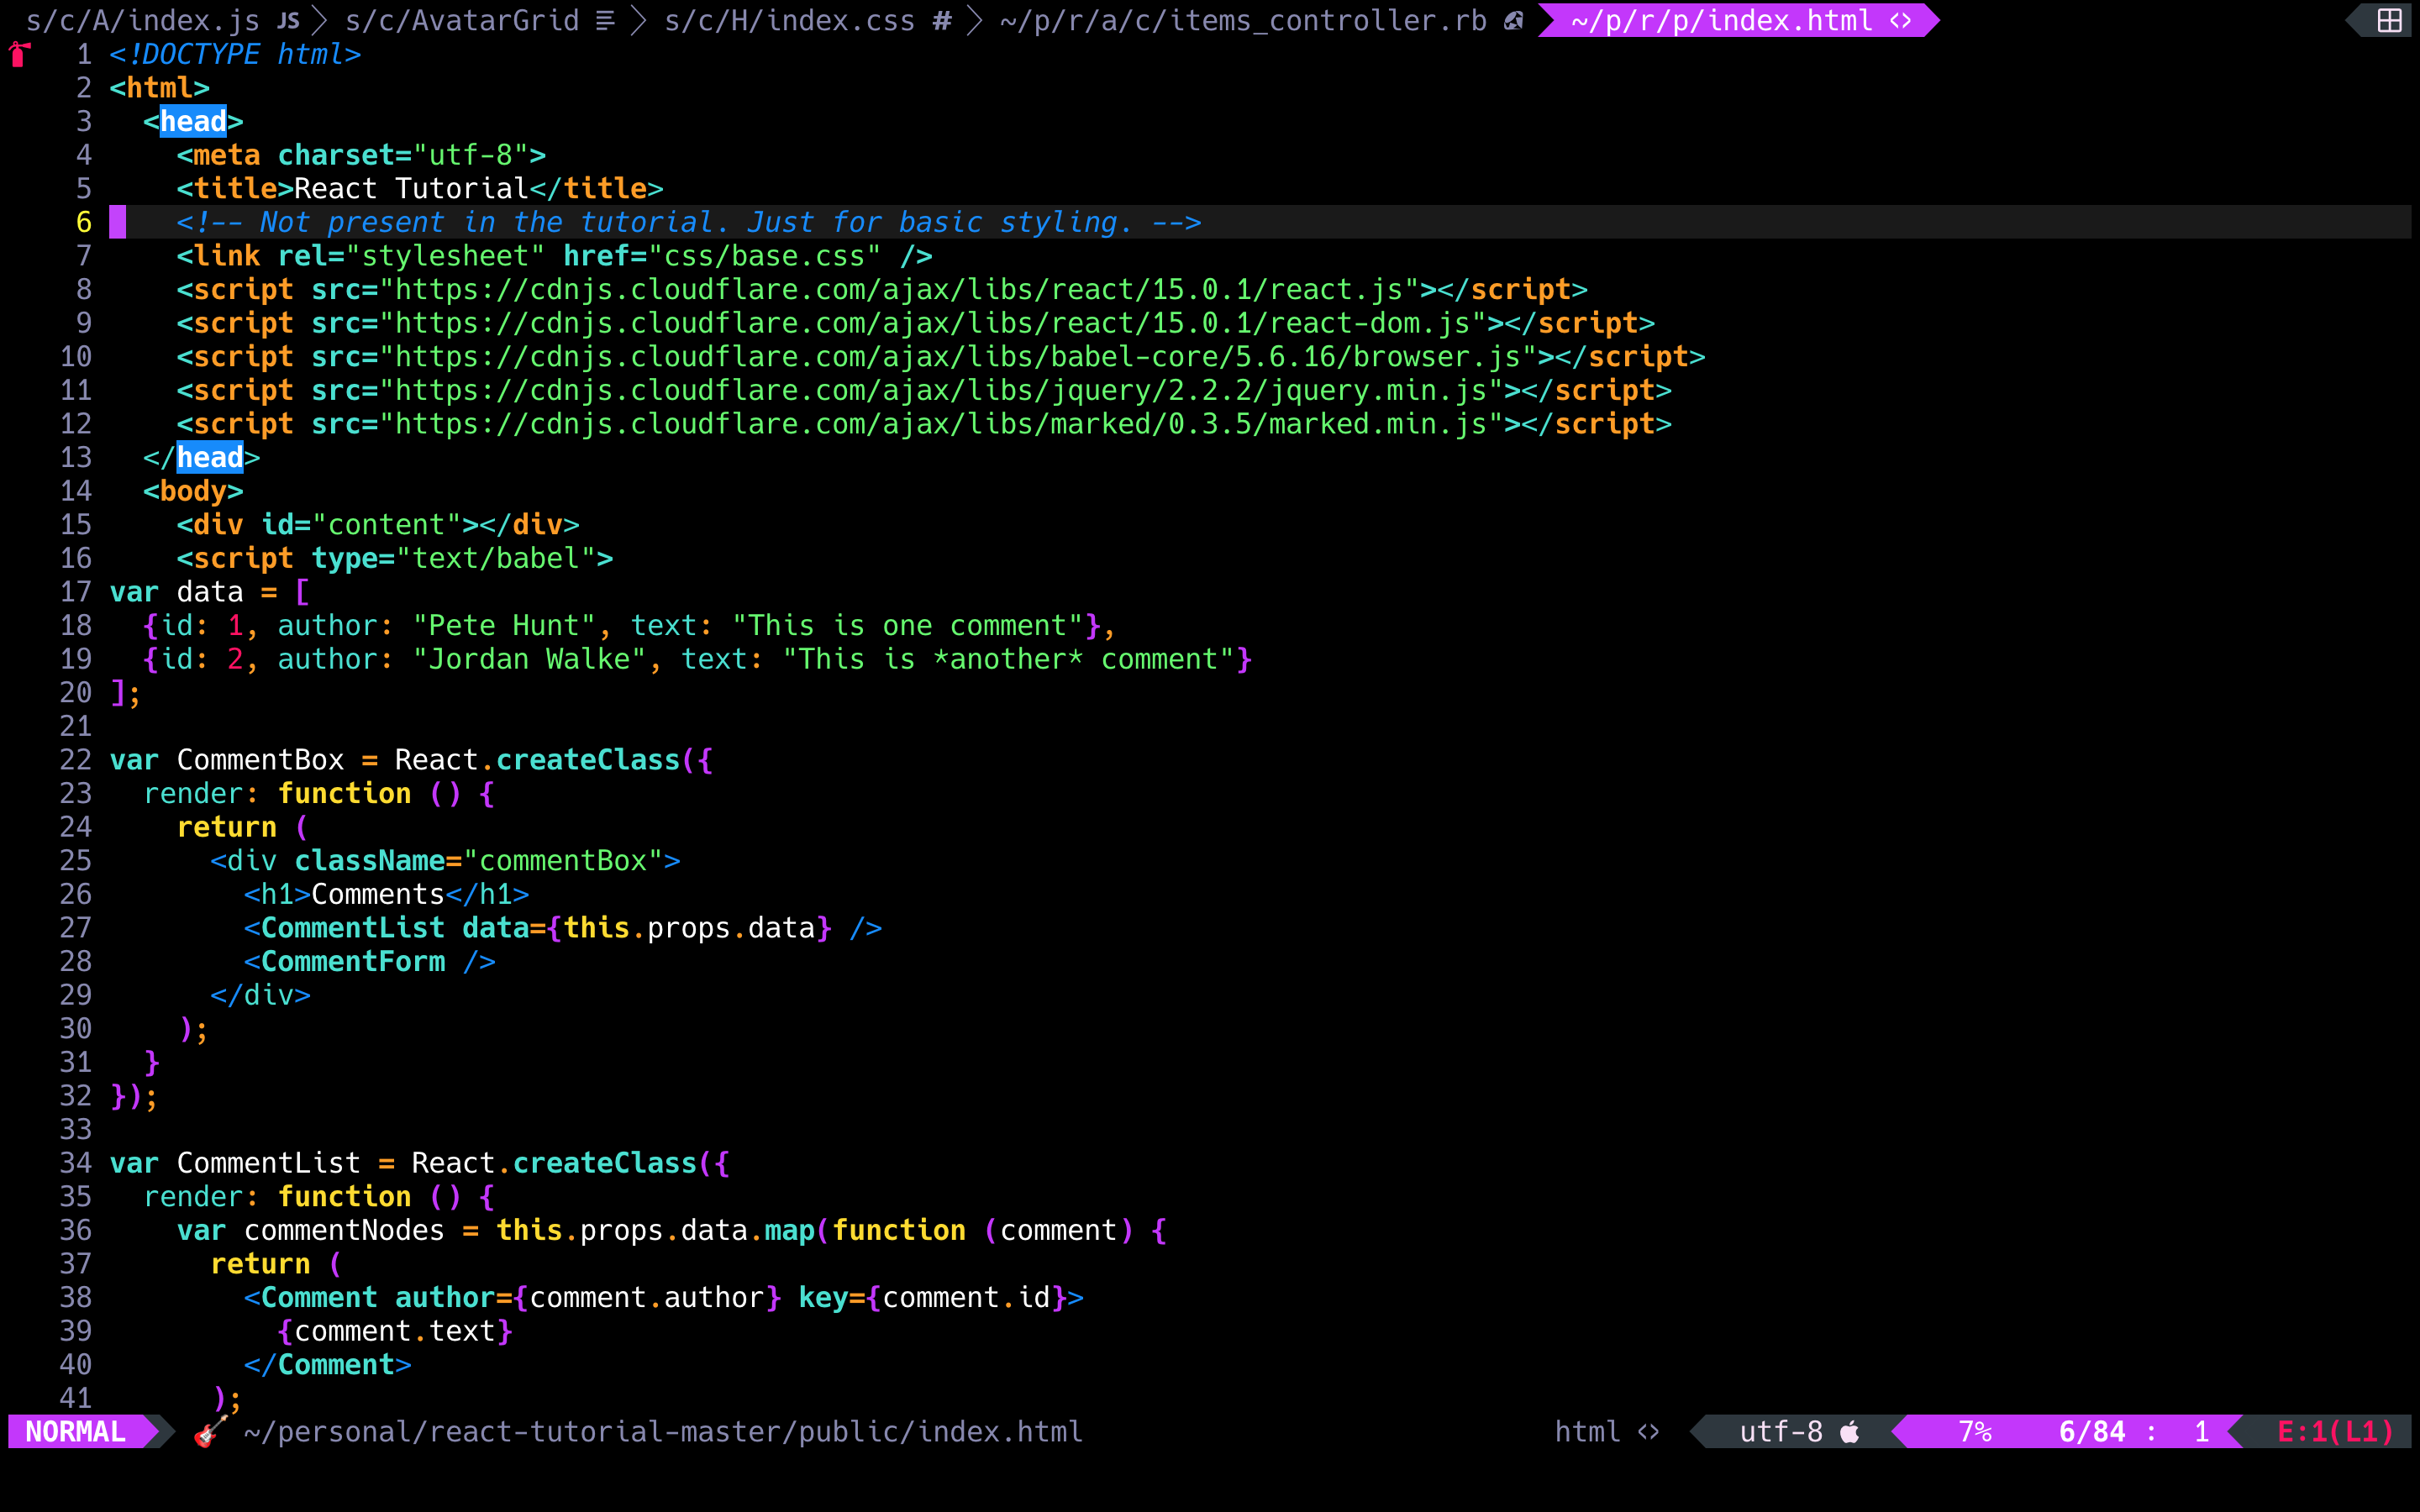 s/c/A/index.js JS s/c/AvatarGrid s/c/H/index.css # ~/p/r/a/c/items_controller.rb ~/p/r/p/index.html <>
1 <!DOCTYPE html>
2 <html>
3   <head>
4     <meta charset="utf-8">
5     <title>React Tutorial</title>
6     <!-- Not present in the tutorial. Just for basic styling. -->
7     <link rel="stylesheet" href="css/base.css" />
8     <script src="https://cdnjs.cloudflare.com/ajax/libs/react/15.0.1/react.js"></script>
9     <script src="https://cdnjs.cloudflare.com/ajax/libs/react/15.0.1/react-dom.js"></script>
10     <script src="https://cdnjs.cloudflare.com/ajax/libs/babel-core/5.6.16/browser.js"></script>
11     <script src="https://cdnjs.cloudflare.com/ajax/libs/jquery/2.2.2/jquery.min.js"></script>
12     <script src="https://cdnjs.cloudflare.com/ajax/libs/marked/0.3.5/marked.min.js"></script>
13   </head>
14   <body>
15     <div id="content"></div>
16     <script type="text/babel">
17 var data = [
18   {id: 1, author: "Pete Hunt", text: "This is one comment"},
19   {id: 2, author: "Jordan Walke", text: "This is *another* comment"}
20 ];
21
22 var CommentBox = React.createClass({
23   render: function () {
24     return (
25       <div className="commentBox">
26         <h1>Comments</h1>
27         <CommentList data={this.props.data} />
28         <CommentForm />
29       </div>
30     );
31   }
32 });
33
34 var CommentList = React.createClass({
35   render: function () {
36     var commentNodes = this.props.data.map(function (comment) {
37       return (
38         <Comment author={comment.author} key={comment.id}>
39           {comment.text}
40         </Comment>
41       );
NORMAL 🎸 ~/personal/react-tutorial-master/public/index.html html <> utf-8 7% 6/84 : 1 E:1(L1)